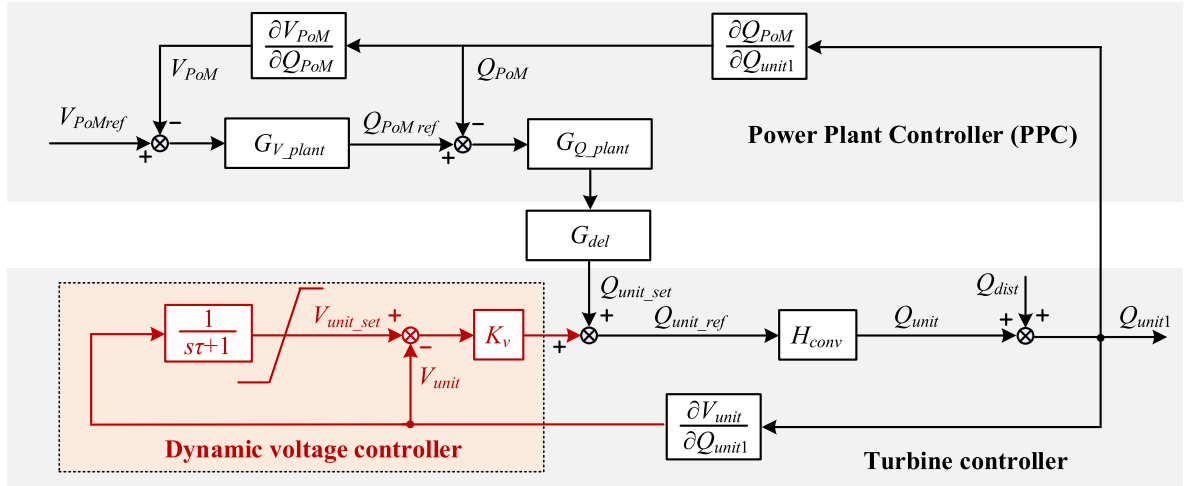 ∂V_PoM
∂Q_PoM
∂Q_PoM
∂Q_unit1
V_PoM
Q_PoM
V_PoMref
Q_PoM ref
+
−
G_V_plant
+
−
G_Q_plant
Power Plant Controller (PPC)
G_del
Q_unit_set
Q_dist
1
sτ+1
V_unit_set
+
−
K_v
+
+
Q_unit_ref
H_conv
Q_unit
+
+
Q_unit1
V_unit
∂V_unit
∂Q_unit1
Dynamic voltage controller
Turbine controller